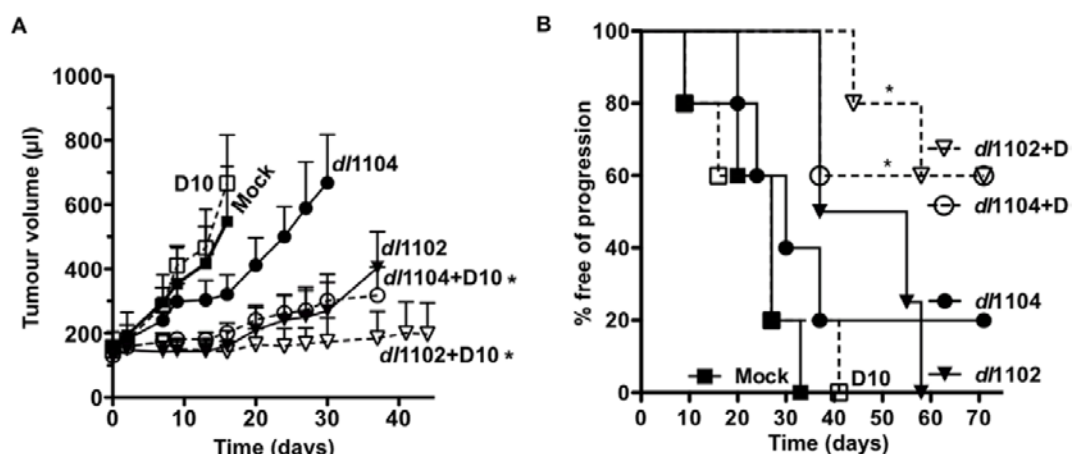 A
Tumour volume (µl)
1000
800
600
400
200
0
D10
Mock
dl1104
dl1102
dl1104+D10 *
dl1102+D10 *
0 10 20 30 40
Time (days)
B
% free of progression
100
80
60
40
20
0
*
*
dl1102+D
dl1104+D
dl1104
dl1102
Mock
D10
0 10 20 30 40 50 60 70
Time (days)